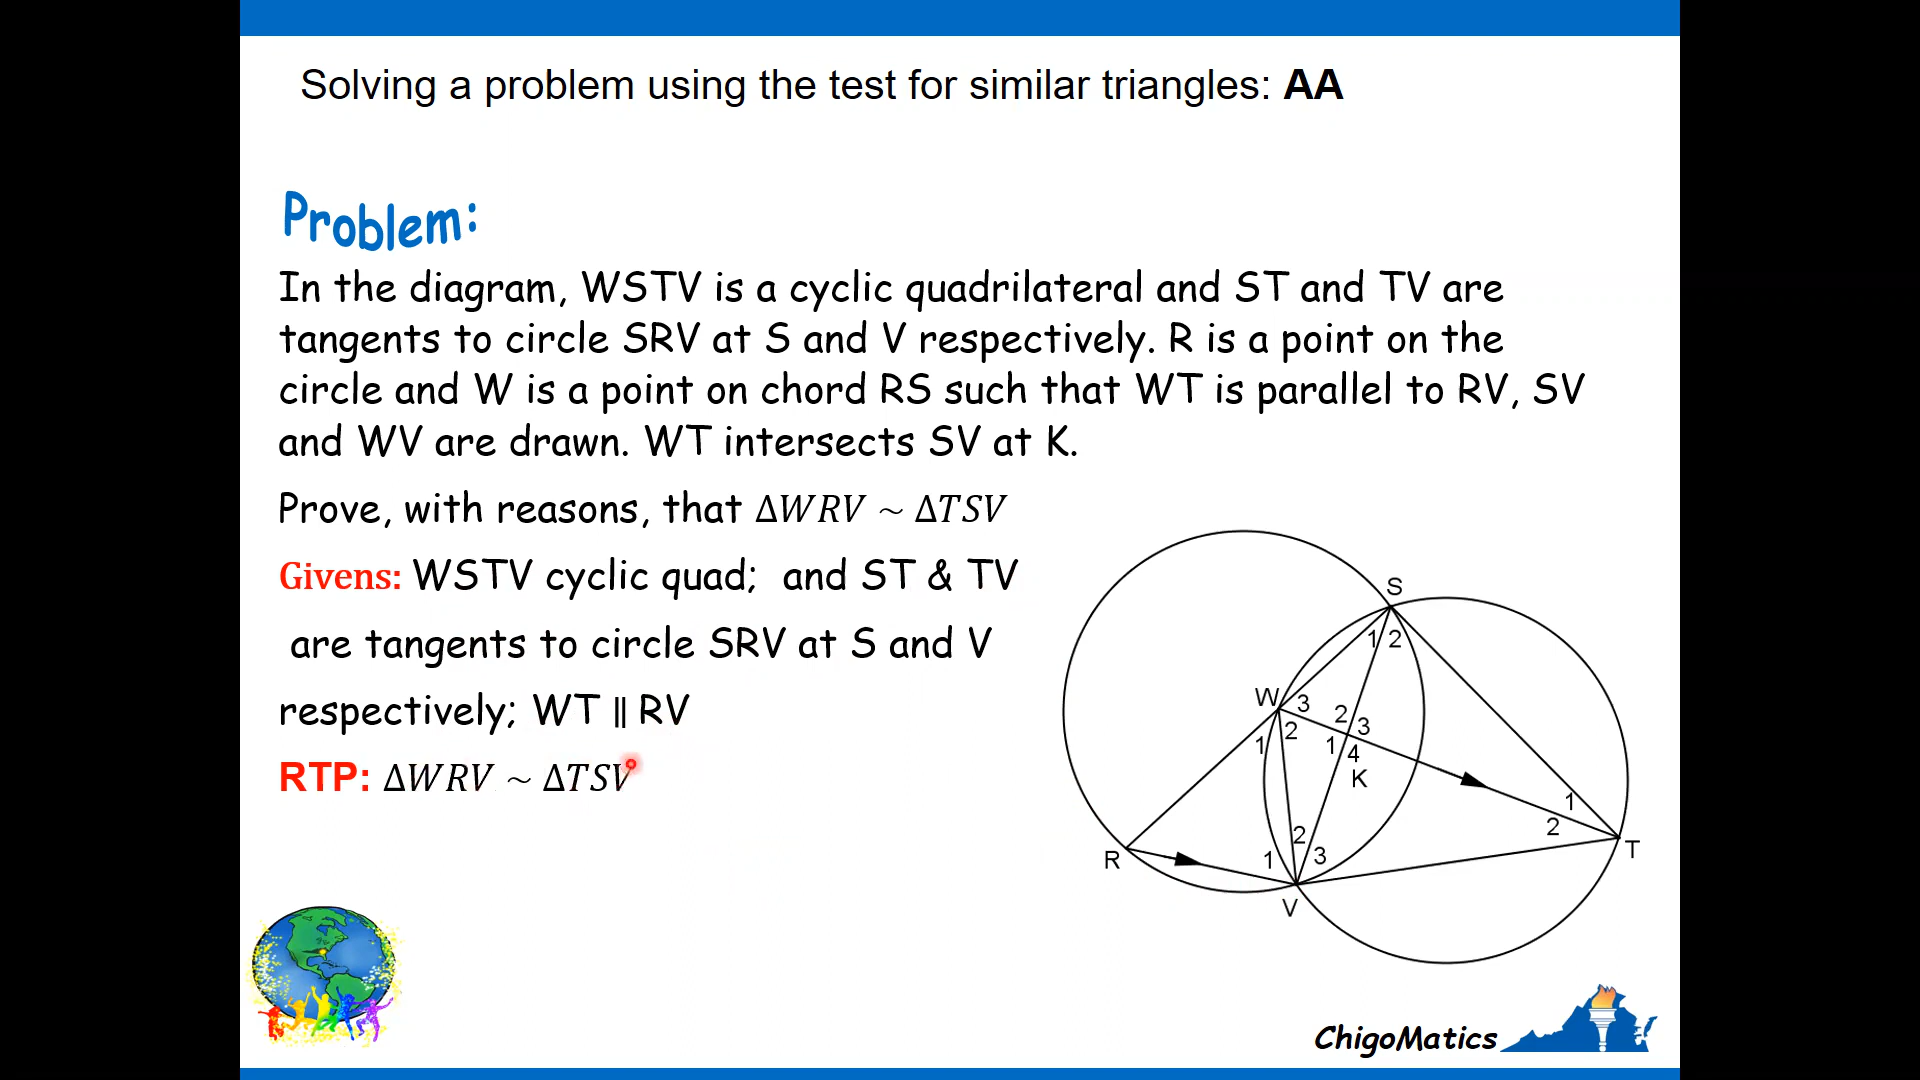 Solving a problem using the test for similar triangles: AA
Problem:
In the diagram, WSTV is a cyclic quadrilateral and ST and TV are
tangents to circle SRV at S and V respectively. R is a point on the
circle and W is a point on chord RS such that WT is parallel to RV, SV
and WV are drawn. WT intersects SV at K.
Prove, with reasons, that ΔWRV ~ ΔTSV
Givens: WSTV cyclic quad; and ST & TV
are tangents to circle SRV at S and V
respectively; WT ∥ RV
RTP: ΔWRV ~ ΔTSV
S
1 2
W 3
2 3
1 2
1 4
K
1
2
T
2
1 3
R
V
ChigoMatics